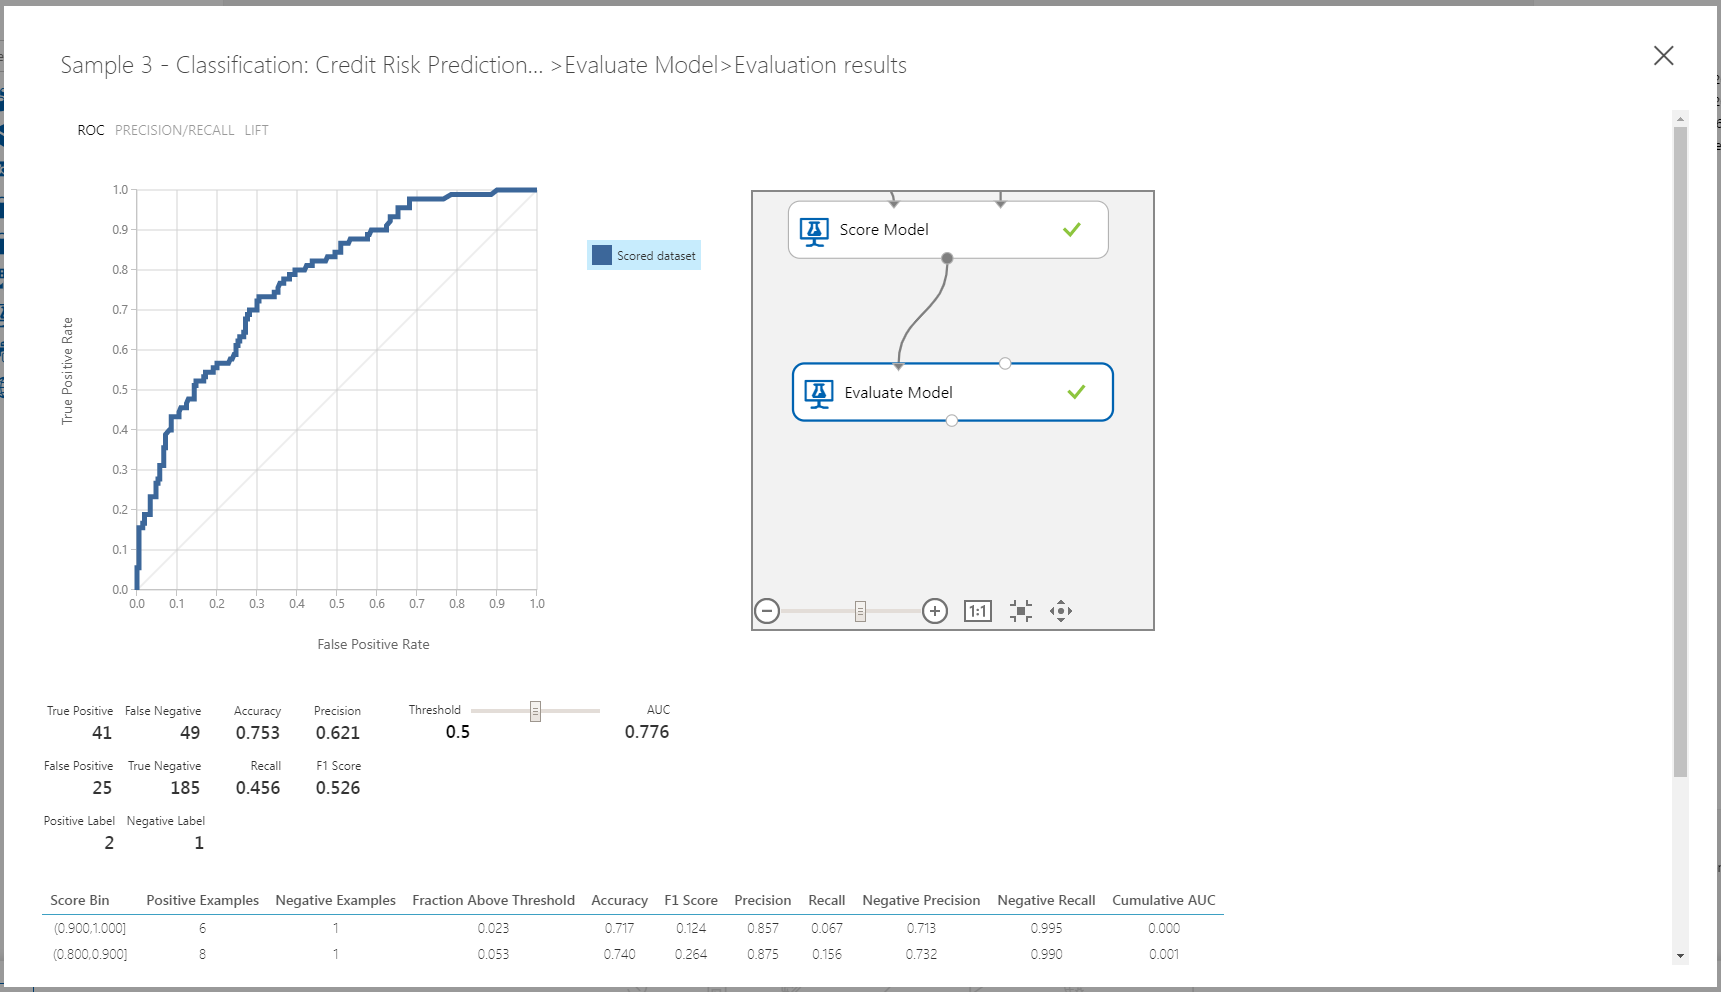 Sample 3 - Classification: Credit Risk Prediction... >Evaluate Model>Evaluation results
ROC PRECISION/RECALL LIFT
1.0
0.9
0.8
0.7
0.6
0.5
0.4
0.3
0.2
0.1
0.0
True Positive Rate
0.0 0.1 0.2 0.3 0.4 0.5 0.6 0.7 0.8 0.9 1.0
False Positive Rate
Scored dataset
Score Model
Evaluate Model
1:1
True Positive False Negative Accuracy Precision Threshold AUC
41 49 0.753 0.621 0.5 0.776
False Positive True Negative Recall F1 Score
25 185 0.456 0.526
Positive Label Negative Label
2 1
Score Bin Positive Examples Negative Examples Fraction Above Threshold Accuracy F1 Score Precision Recall Negative Precision Negative Recall Cumulative AUC
(0.900,1.000] 6 1 0.023 0.717 0.124 0.857 0.067 0.713 0.995 0.000
(0.800,0.900] 8 1 0.053 0.740 0.264 0.875 0.156 0.732 0.990 0.001